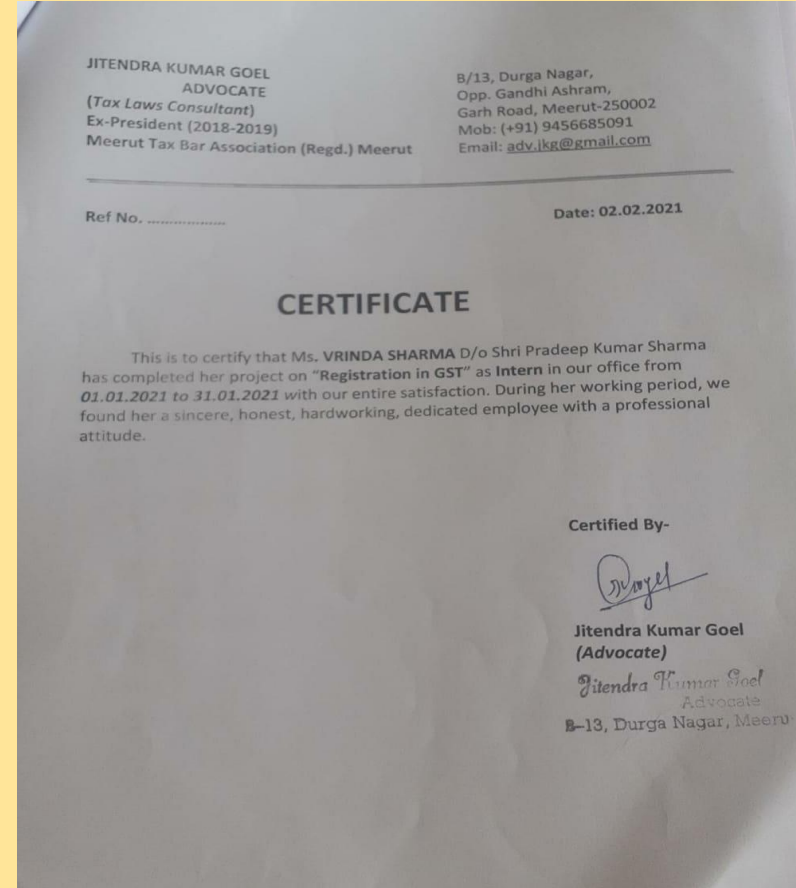 JITENDRA KUMAR GOEL
ADVOCATE
(Tax Laws Consultant)
Ex-President (2018-2019)
Meerut Tax Bar Association (Regd.) Meerut
B/13, Durga Nagar,
Opp. Gandhi Ashram,
Garh Road, Meerut-250002
Mob: (+91) 9456685091
Email: adv.jkg@gmail.com
Ref No. ..................
Date: 02.02.2021
CERTIFICATE
This is to certify that Ms. VRINDA SHARMA D/o Shri Pradeep Kumar Sharma
has completed her project on “Registration in GST” as Intern in our office from
01.01.2021 to 31.01.2021 with our entire satisfaction. During her working period, we
found her a sincere, honest, hardworking, dedicated employee with a professional
attitude.
Certified By-
Jitendra Kumar Goel
(Advocate)
Jitendra Kumar Goel
Advocate
B-13, Durga Nagar, Meeru